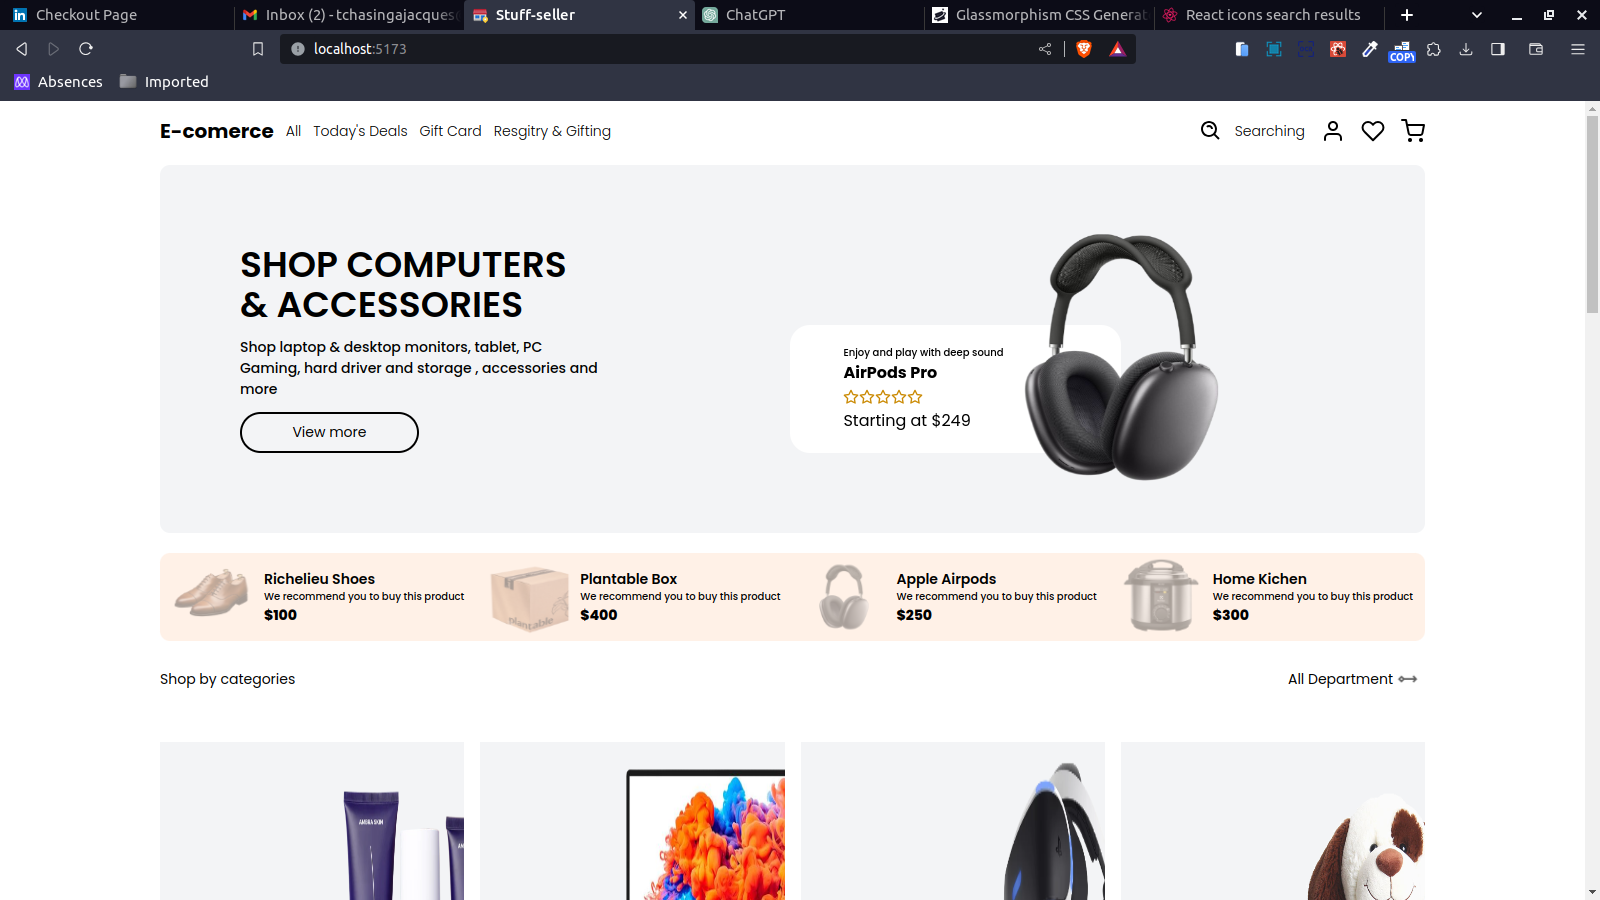 Checkout Page
Inbox (2) - tchasingajacques
Stuff-seller
ChatGPT
Glassmorphism CSS Generat
React icons search results
localhost:5173
COPY
Absences
Imported
E-comerce
All
Today's Deals
Gift Card
Resgitry & Gifting
Searching
SHOP COMPUTERS
& ACCESSORIES
Shop laptop & desktop monitors, tablet, PC
Gaming, hard driver and storage , accessories and
more
View more
Enjoy and play with deep sound
AirPods Pro
Starting at $249
Richelieu Shoes
We recommend you to buy this product
$100
plantable
Plantable Box
We recommend you to buy this product
$400
Apple Airpods
We recommend you to buy this product
$250
Home Kichen
We recommend you to buy this product
$300
Shop by categories
All Department
AMBRA SKIN